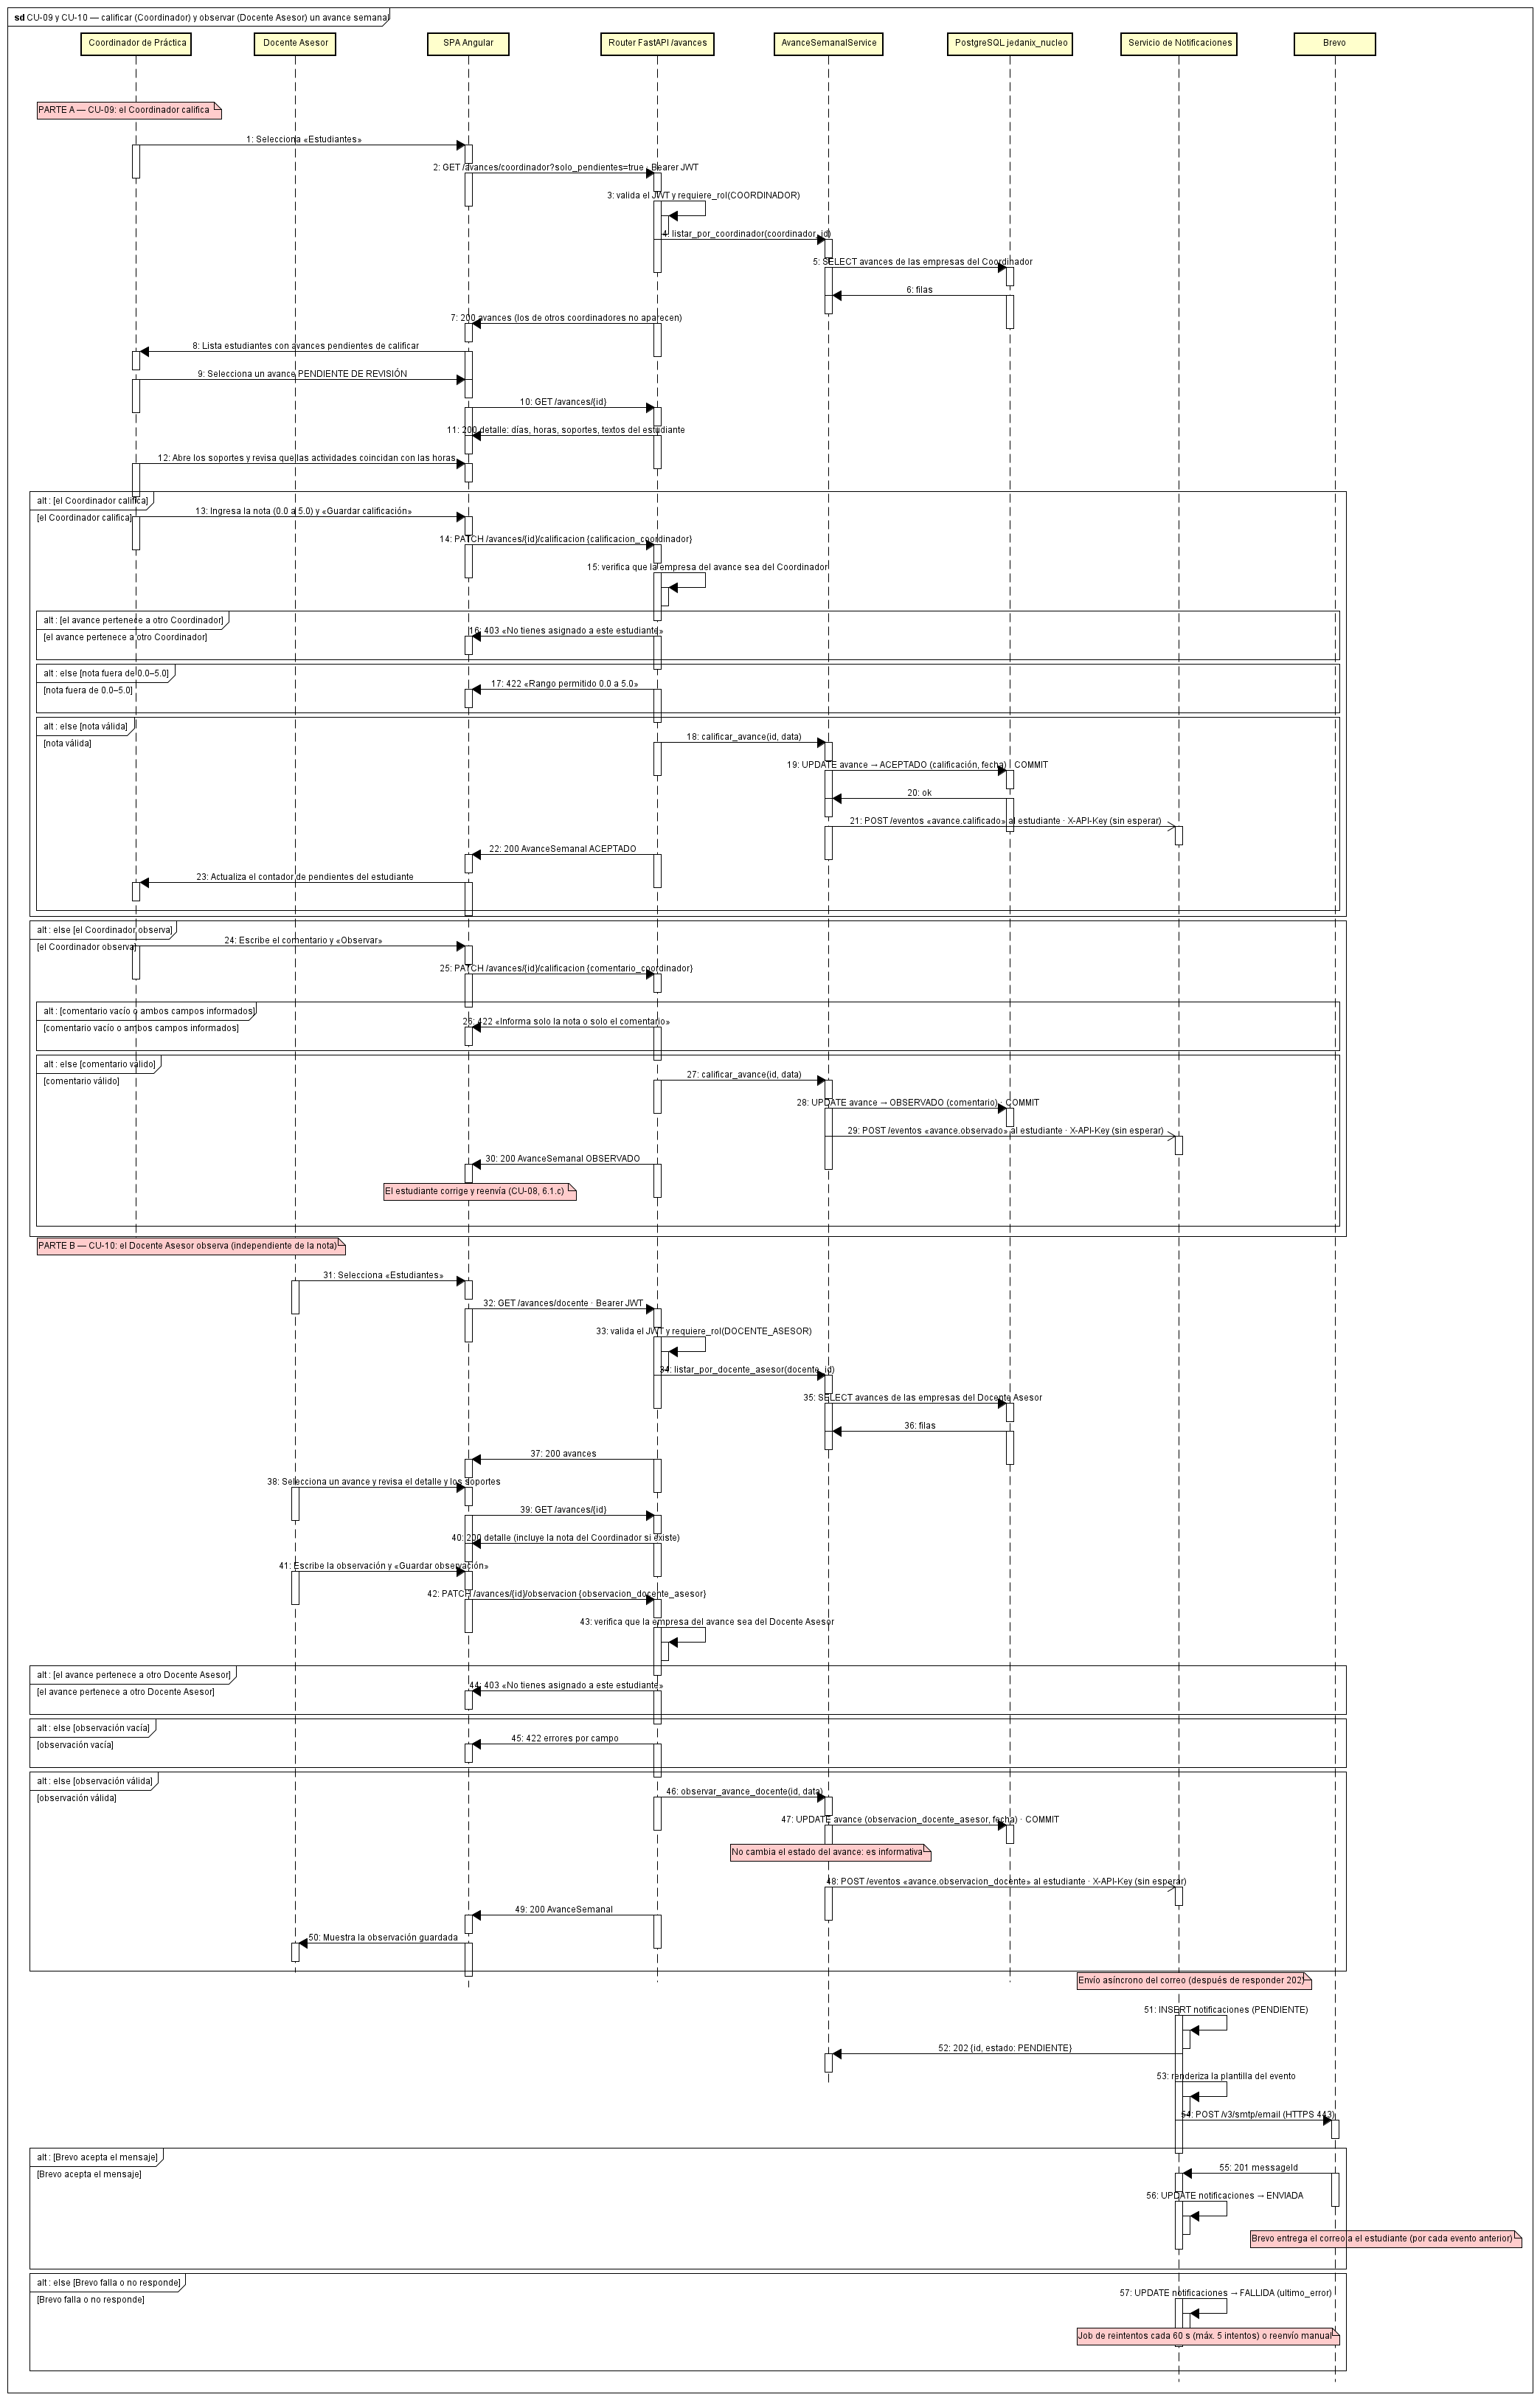 sd CU-09 y CU-10 — calificar (Coordinador) y observar (Docente Asesor) un avance semanal
Coordinador de Práctica
Docente Asesor
SPA Angular
Router FastAPI /avances
AvanceSemanalService
PostgreSQL jedanix_nucleo
Servicio de Notificaciones
Brevo
PARTE A — CU-09: el Coordinador califica
1: Selecciona «Estudiantes»
2: GET /avances/coordinador?solo_pendientes=true · Bearer JWT
3: valida el JWT y requiere_rol(COORDINADOR)
4: listar_por_coordinador(coordinador_id)
5: SELECT avances de las empresas del Coordinador
6: filas
7: 200 avances (los de otros coordinadores no aparecen)
8: Lista estudiantes con avances pendientes de calificar
9: Selecciona un avance PENDIENTE DE REVISIÓN
10: GET /avances/{id}
11: 200 detalle: días, horas, soportes, textos del estudiante
12: Abre los soportes y revisa que las actividades coincidan con las horas
alt : [el Coordinador califica]
[el Coordinador califica]
13: Ingresa la nota (0.0 a 5.0) y «Guardar calificación»
14: PATCH /avances/{id}/calificacion {calificacion_coordinador}
15: verifica que la empresa del avance sea del Coordinador
alt : [el avance pertenece a otro Coordinador]
[el avance pertenece a otro Coordinador]
16: 403 «No tienes asignado a este estudiante»
alt : else [nota fuera de 0.0–5.0]
[nota fuera de 0.0–5.0]
17: 422 «Rango permitido 0.0 a 5.0»
alt : else [nota válida]
[nota válida]
18: calificar_avance(id, data)
19: UPDATE avance → ACEPTADO (calificación, fecha) · COMMIT
20: ok
21: POST /eventos «avance.calificado» al estudiante · X-API-Key (sin esperar)
22: 200 AvanceSemanal ACEPTADO
23: Actualiza el contador de pendientes del estudiante
alt : else [el Coordinador observa]
[el Coordinador observa]
24: Escribe el comentario y «Observar»
25: PATCH /avances/{id}/calificacion {comentario_coordinador}
alt : [comentario vacío o ambos campos informados]
[comentario vacío o ambos campos informados]
26: 422 «Informa solo la nota o solo el comentario»
alt : else [comentario válido]
[comentario válido]
27: calificar_avance(id, data)
28: UPDATE avance → OBSERVADO (comentario) · COMMIT
29: POST /eventos «avance.observado» al estudiante · X-API-Key (sin esperar)
30: 200 AvanceSemanal OBSERVADO
El estudiante corrige y reenvía (CU-08, 6.1.c)
PARTE B — CU-10: el Docente Asesor observa (independiente de la nota)
31: Selecciona «Estudiantes»
32: GET /avances/docente · Bearer JWT
33: valida el JWT y requiere_rol(DOCENTE_ASESOR)
34: listar_por_docente_asesor(docente_id)
35: SELECT avances de las empresas del Docente Asesor
36: filas
37: 200 avances
38: Selecciona un avance y revisa el detalle y los soportes
39: GET /avances/{id}
40: 200 detalle (incluye la nota del Coordinador si existe)
41: Escribe la observación y «Guardar observación»
42: PATCH /avances/{id}/observacion {observacion_docente_asesor}
43: verifica que la empresa del avance sea del Docente Asesor
alt : [el avance pertenece a otro Docente Asesor]
[el avance pertenece a otro Docente Asesor]
44: 403 «No tienes asignado a este estudiante»
alt : else [observación vacía]
[observación vacía]
45: 422 errores por campo
alt : else [observación válida]
[observación válida]
46: observar_avance_docente(id, data)
47: UPDATE avance (observacion_docente_asesor, fecha) · COMMIT
No cambia el estado del avance: es informativa
48: POST /eventos «avance.observacion_docente» al estudiante · X-API-Key (sin esperar)
49: 200 AvanceSemanal
50: Muestra la observación guardada
Envío asíncrono del correo (después de responder 202)
51: INSERT notificaciones (PENDIENTE)
52: 202 {id, estado: PENDIENTE}
53: renderiza la plantilla del evento
54: POST /v3/smtp/email (HTTPS 443)
alt : [Brevo acepta el mensaje]
[Brevo acepta el mensaje]
55: 201 messageId
56: UPDATE notificaciones → ENVIADA
Brevo entrega el correo a el estudiante (por cada evento anterior)
alt : else [Brevo falla o no responde]
[Brevo falla o no responde]
57: UPDATE notificaciones → FALLIDA (ultimo_error)
Job de reintentos cada 60 s (máx. 5 intentos) o reenvío manual